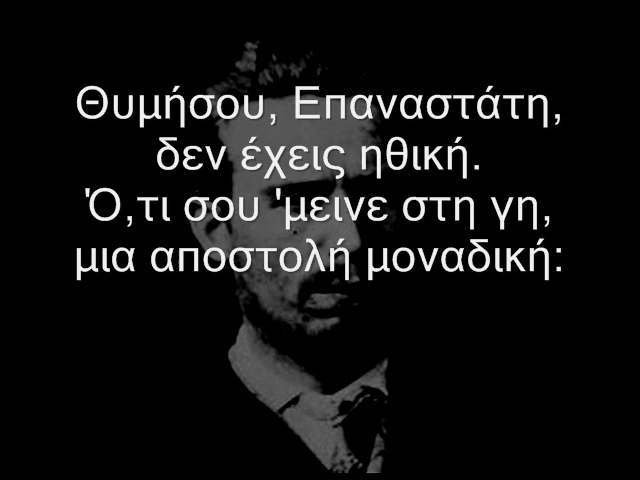 Θυμήσου, Επαναστάτη,
δεν έχεις ηθική.
Ό,τι σου 'μεινε στη γη,
μια αποστολή μοναδική: